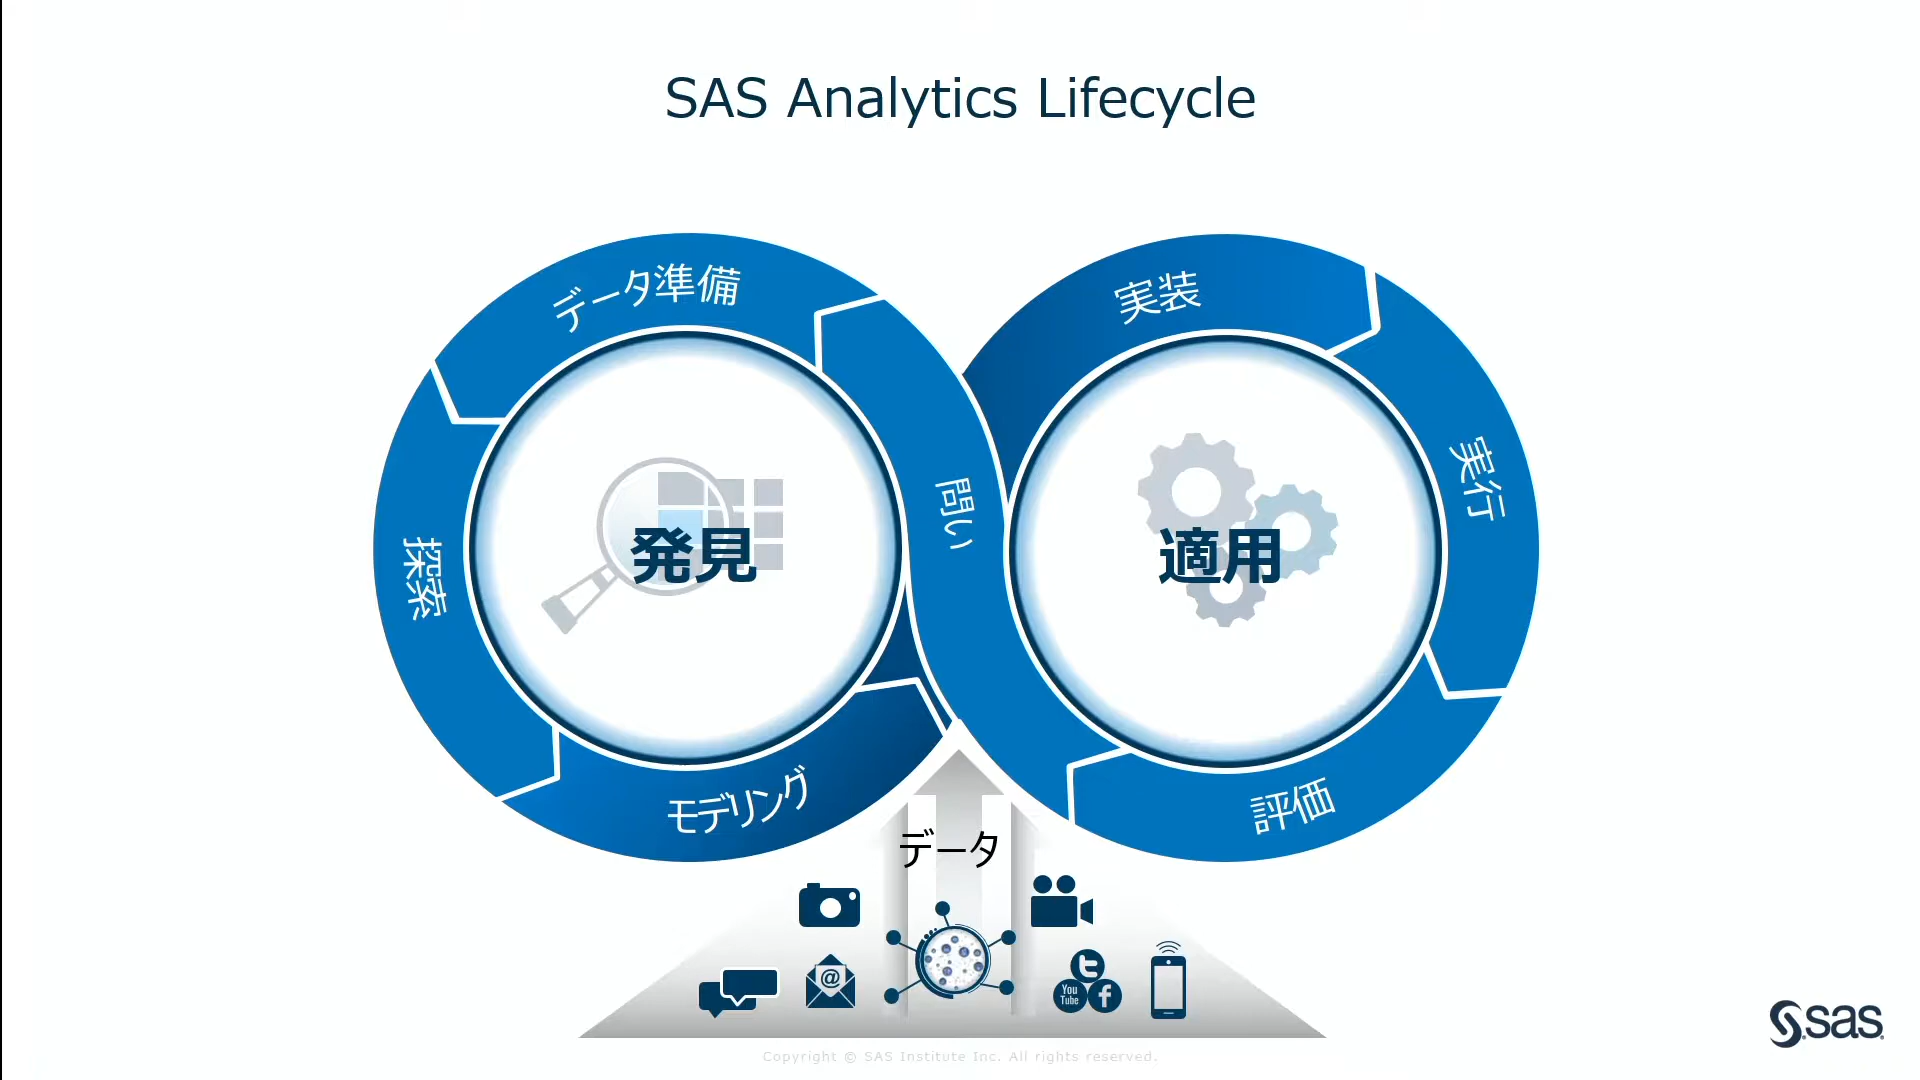 SAS Analytics Lifecycle
データ準備
実装
問い
実行
探索
発見
適用
モデリング
評価
データ
@
You
Tube
f
Copyright © SAS Institute Inc. All rights reserved.
sas